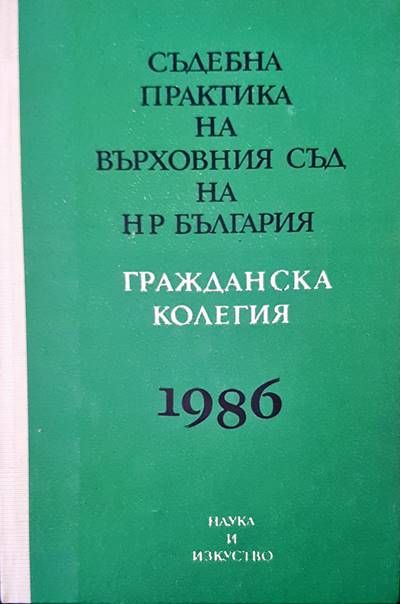 СЪДЕБНА
ПРАКТИКА
НА
ВЪРХОВНИЯ СЪД
НА
НР БЪЛГАРИЯ
ГРАЖДАНСКА
КОЛЕГИЯ
1986
НАУКА
И
ИЗКУСТВО